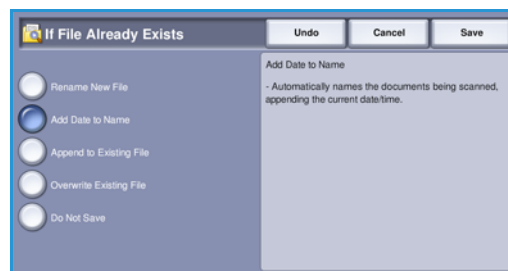 If File Already Exists
Undo
Cancel
Save
Rename New File
Add Date to Name
Append to Existing File
Overwrite Existing File
Do Not Save
Add Date to Name
- Automatically names the documents being scanned,
appending the current date/time.